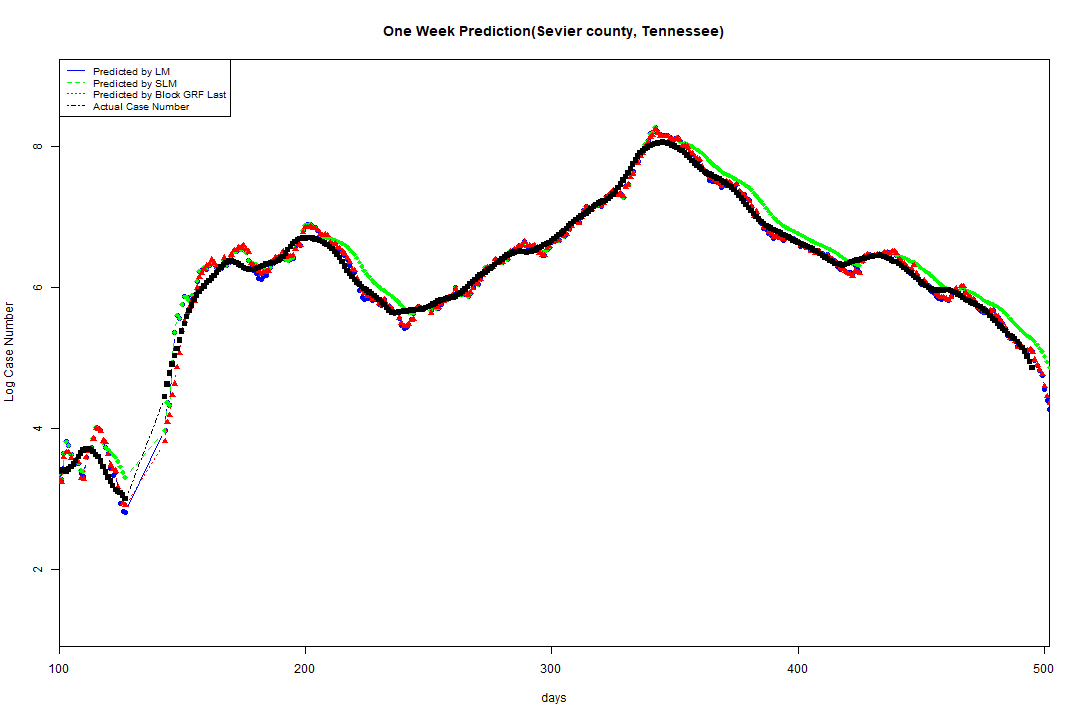 One Week Prediction(Sevier county, Tennessee)
Predicted by LM
Predicted by SLM
Predicted by Block GRF Last
Actual Case Number
8
6
4
2
Log Case Number
100 200 300 400 500
days